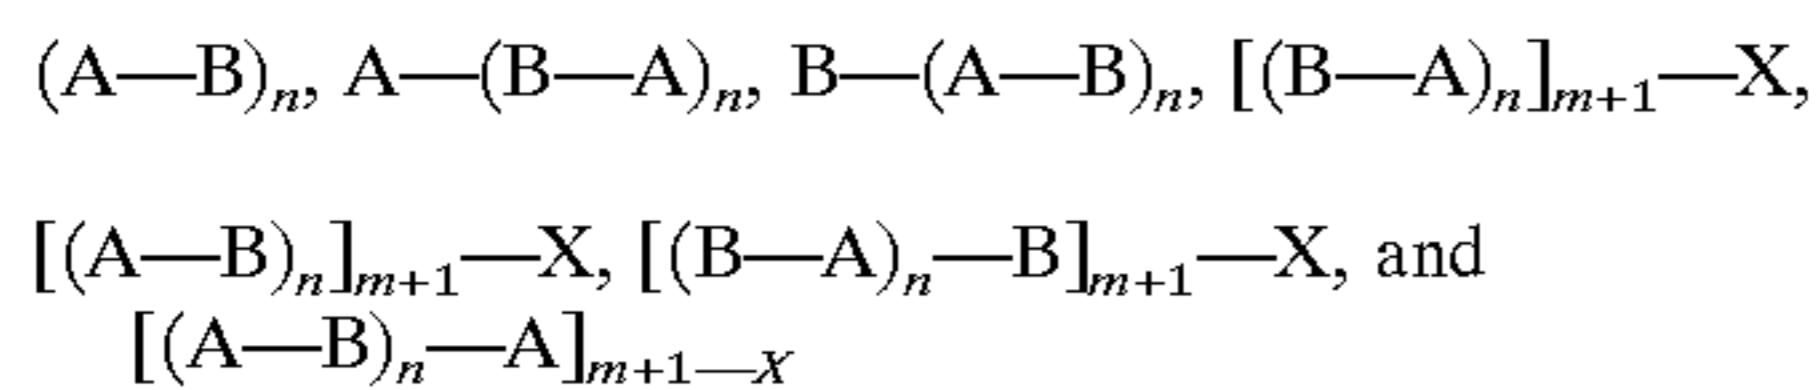 (A—B)ₙ, A—(B—A)ₙ, B—(A—B)ₙ, [(B—A)ₙ]ₘ₊₁—X,
[(A—B)ₙ]ₘ₊₁—X, [(B—A)ₙ—B]ₘ₊₁—X, and
[(A—B)ₙ—A]ₘ₊₁—X